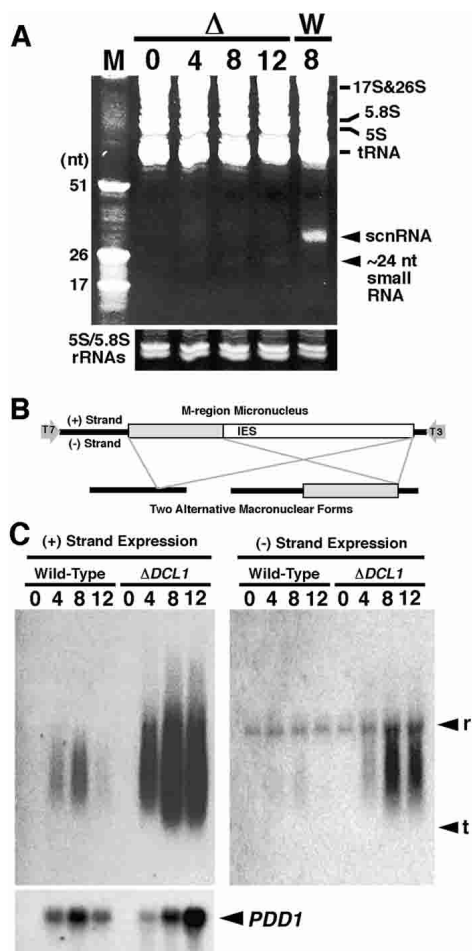 A
Δ W
M 0 4 8 12 8
17S&26S
5.8S
5S
tRNA
(nt)
51
26
17
scnRNA
~24 nt
small
RNA
5S/5.8S
rRNAs
B
M-region Micronucleus
(+) Strand
(-) Strand
T7
IES
T3
Two Alternative Macronuclear Forms
C
(+) Strand Expression
(-) Strand Expression
Wild-Type ΔDCL1
Wild-Type ΔDCL1
0 4 8 12 0 4 8 12
0 4 8 12 0 4 8 12
r
t
PDD1